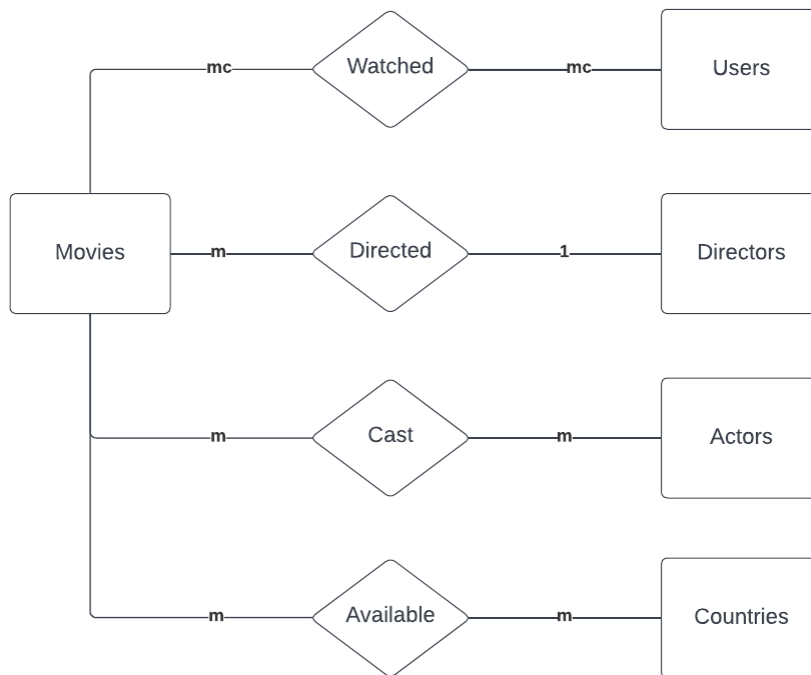 mc
Watched
mc
Users
Movies
m
Directed
1
Directors
m
Cast
m
Actors
m
Available
m
Countries